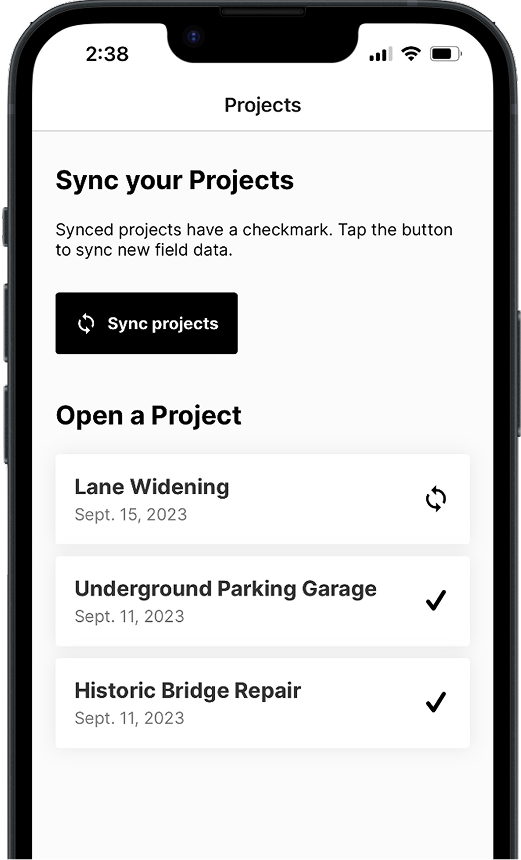 2:38
Projects
Sync your Projects
Synced projects have a checkmark. Tap the button
to sync new field data.
Sync projects
Open a Project
Lane Widening
Sept. 15, 2023
Underground Parking Garage
Sept. 11, 2023
Historic Bridge Repair
Sept. 11, 2023